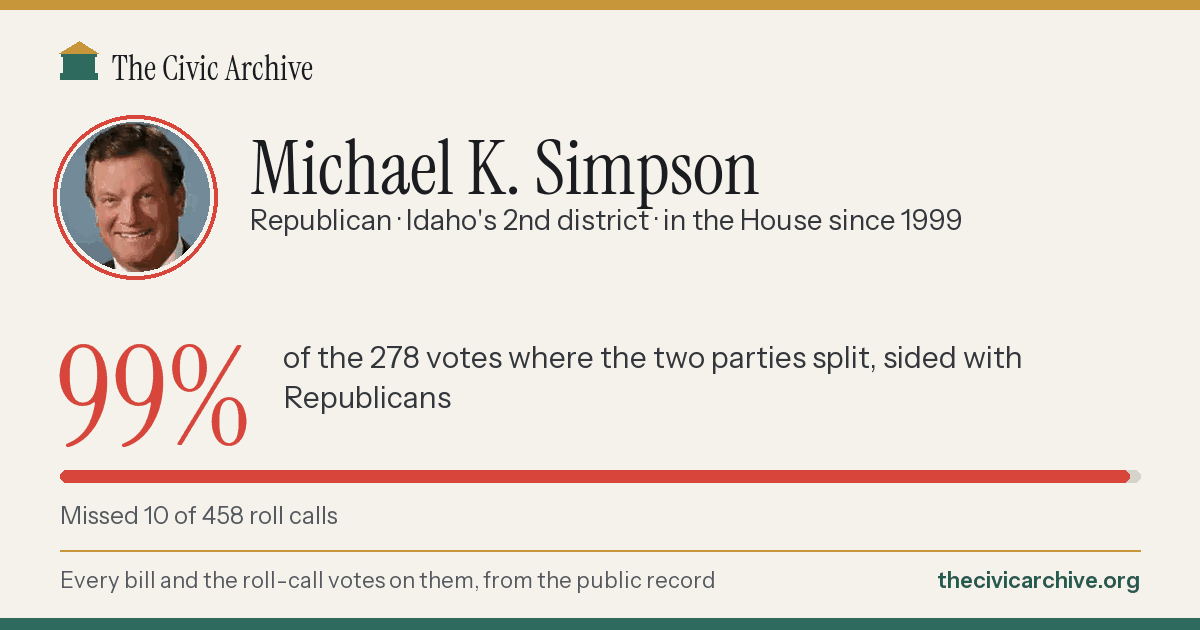 The Civic Archive
Michael K. Simpson
Republican · Idaho's 2nd district · in the House since 1999
99%
of the 278 votes where the two parties split, sided with
Republicans
Missed 10 of 458 roll calls
Every bill and the roll-call votes on them, from the public record
thecivicarchive.org